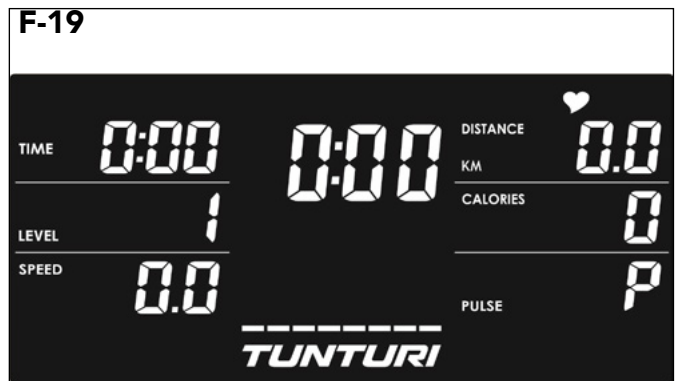 F-19
TIME 0:00
LEVEL 1
SPEED 0.0
0:00
DISTANCE
KM 0.0
CALORIES 0
PULSE P
TUNTURI